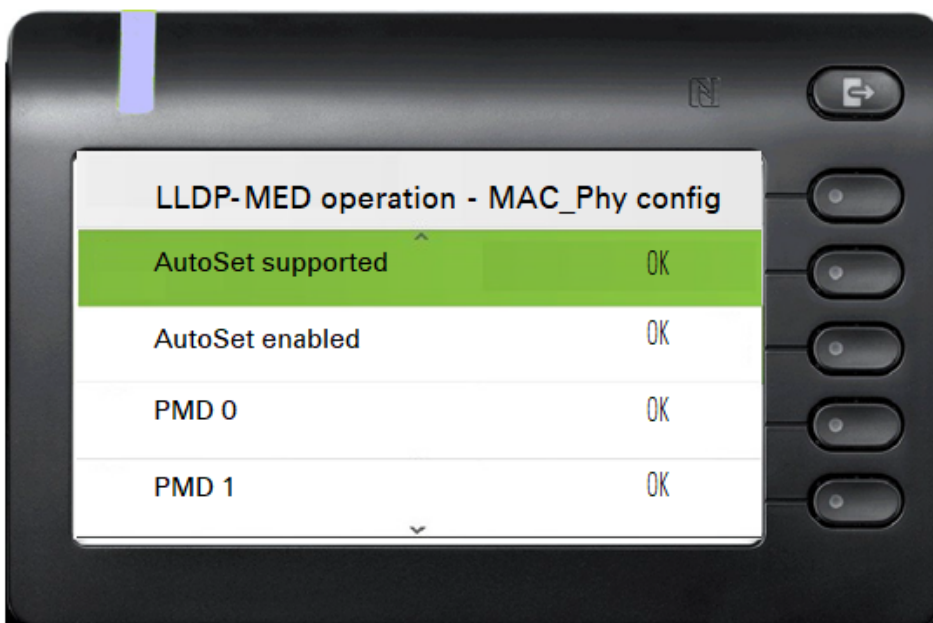 LLDP-MED operation - MAC_Phy config
AutoSet supported OK
AutoSet enabled OK
PMD 0 OK
PMD 1 OK